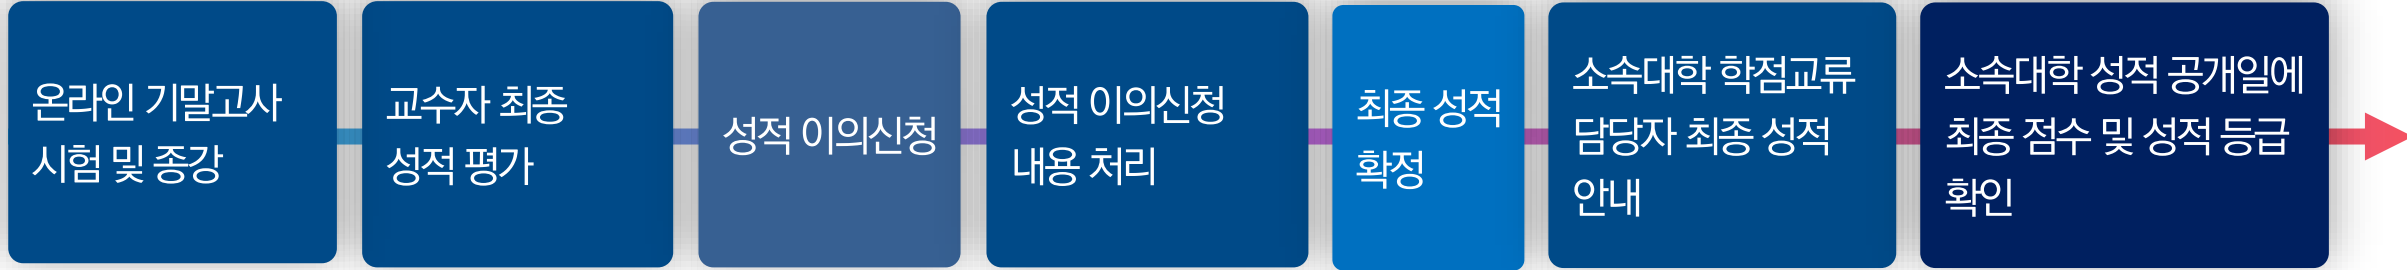 온라인 기말고사
시험 및 종강
교수자 최종
성적 평가
성적 이의신청
성적 이의신청
내용 처리
최종 성적
확정
소속대학 학점교류
담당자 최종 성적
안내
소속대학 성적 공개일에
최종 점수 및 성적 등급
확인